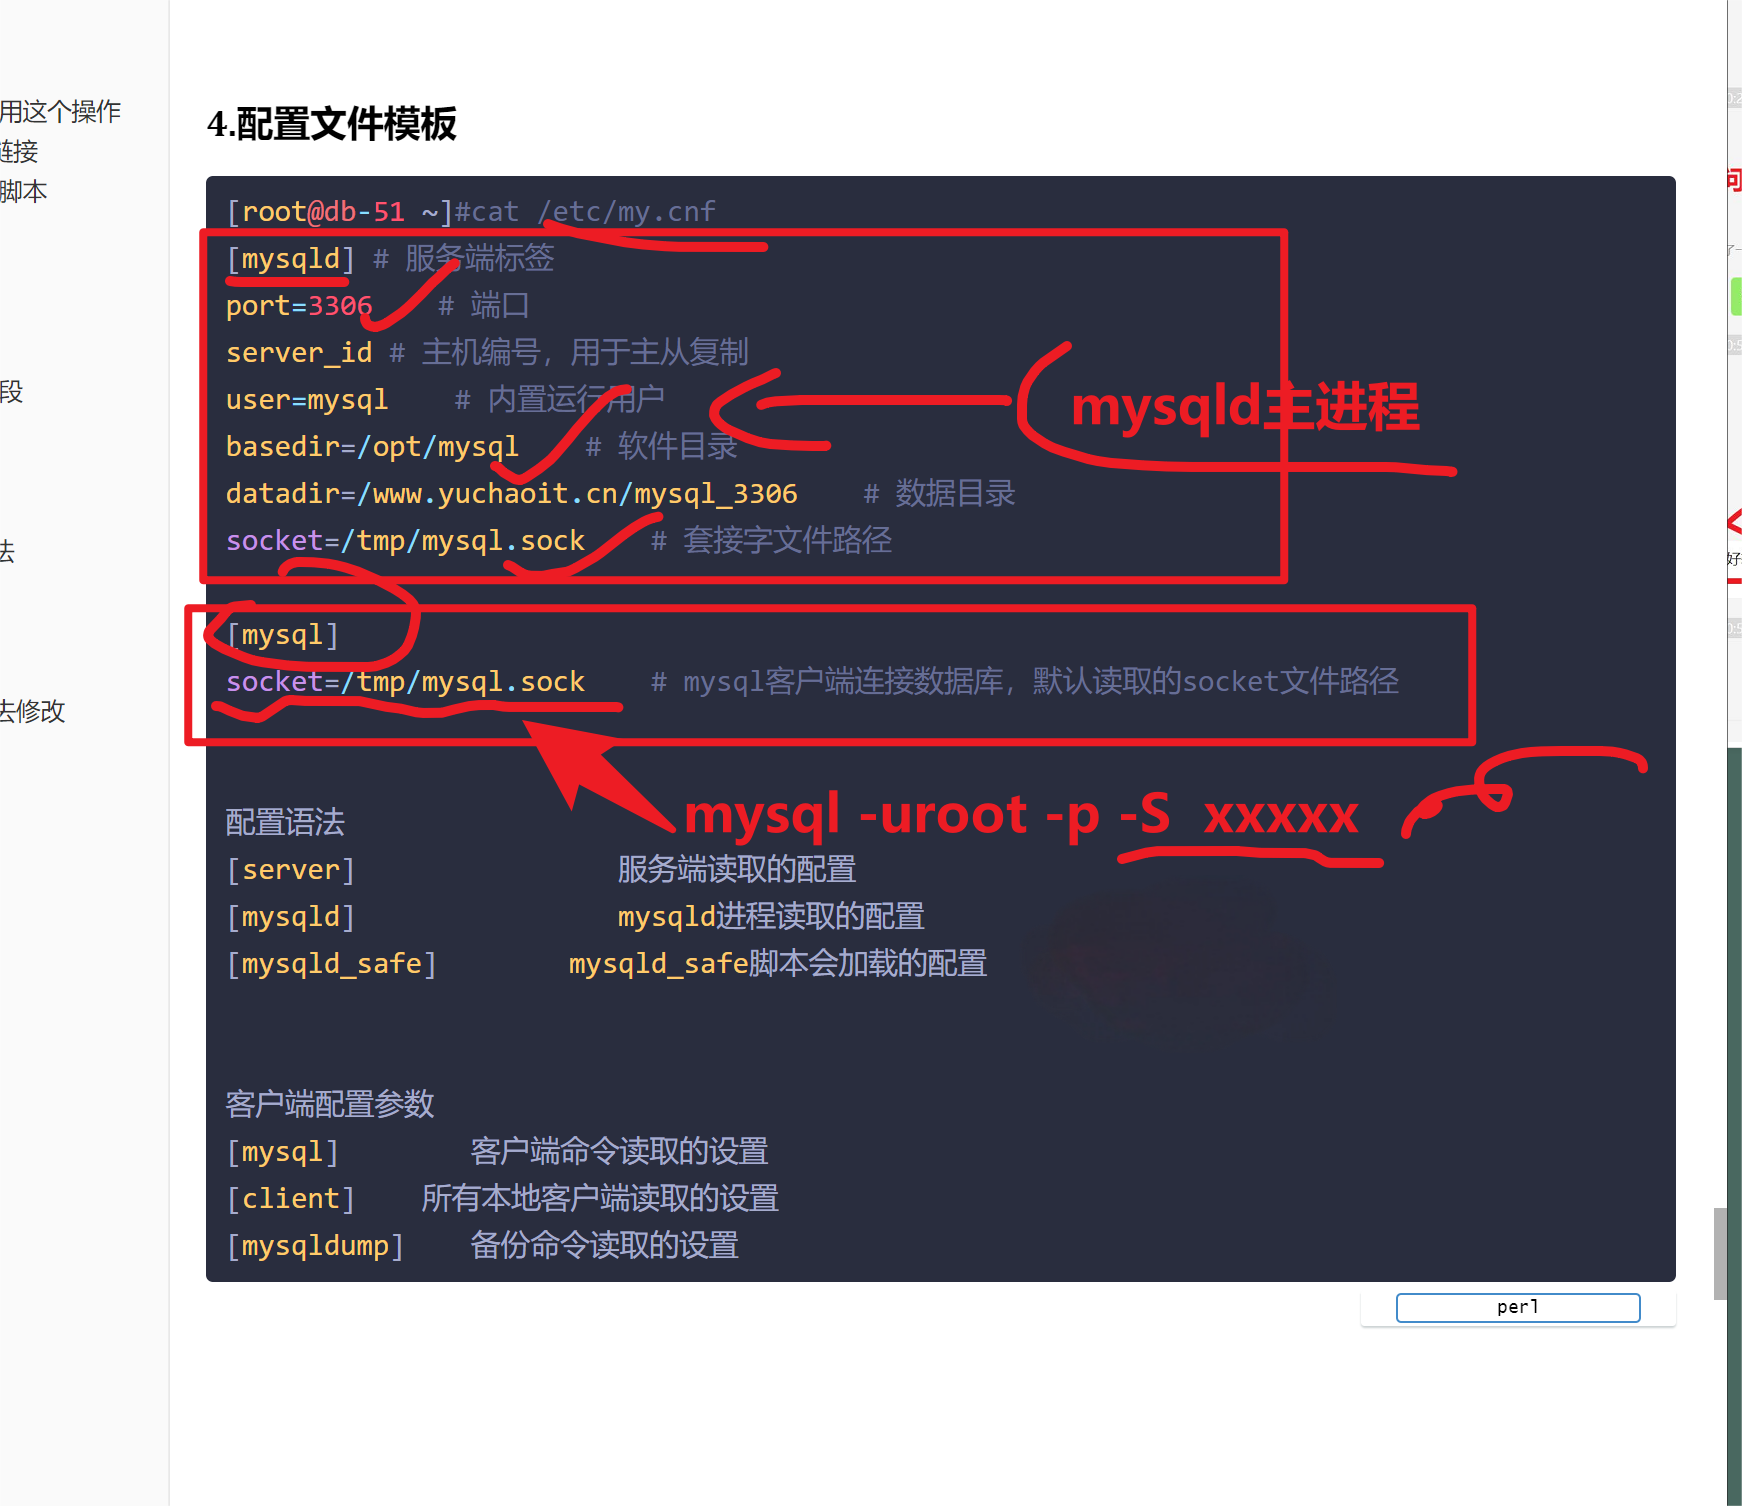 用这个操作
链接
脚本
段
法
去修改
4.配置文件模板
[root@db-51 ~]#cat /etc/my.cnf
[mysqld] # 服务端标签
port=3306    # 端口
server_id # 主机编号，用于主从复制
user=mysql    # 内置运行用户
basedir=/opt/mysql    # 软件目录
datadir=/www.yuchaoit.cn/mysql_3306    # 数据目录
socket=/tmp/mysql.sock    # 套接字文件路径
mysqld主进程
[mysql]
socket=/tmp/mysql.sock    # mysql客户端连接数据库，默认读取的socket文件路径
mysql -uroot -p -S  xxxxx
配置语法
[server]                服务端读取的配置
[mysqld]                mysqld进程读取的配置
[mysqld_safe]        mysqld_safe脚本会加载的配置
客户端配置参数
[mysql]        客户端命令读取的设置
[client]    所有本地客户端读取的设置
[mysqldump]    备份命令读取的设置
perl
问
好